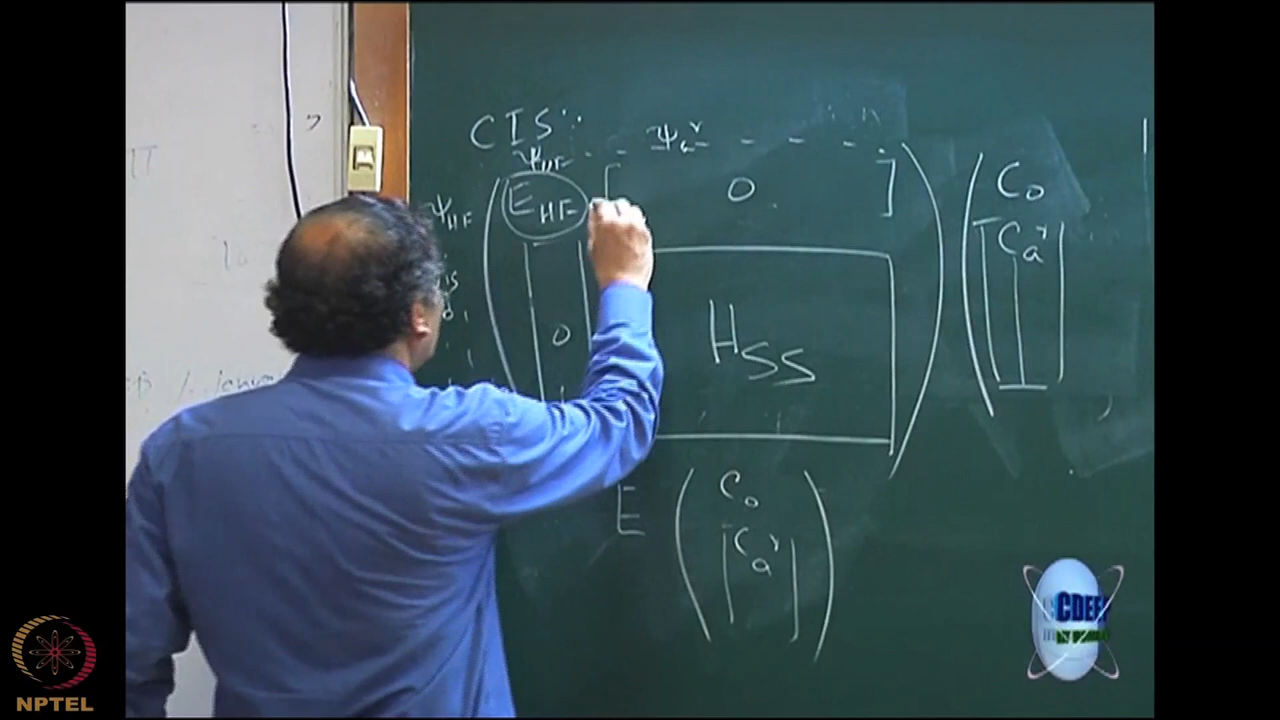 CIS:
Ψ_HF - - Ψ_a^r - - - -
Ψ_HF ( E_HF [ 0 ] ) ( C_0
C_a^r )
0 H_SS
E ( C_0
C_a^r )
CDEEP
NPTEL